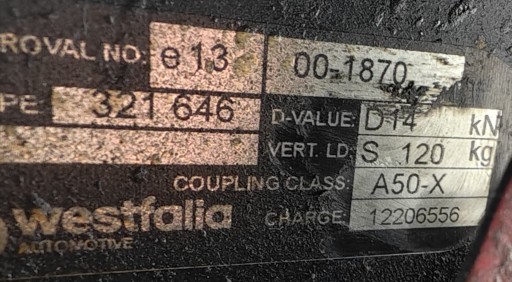 ROVAL NO: e13 00-1870
PE: 321 646 D-VALUE: D14 kN
VERT. LD: S 120 kg
COUPLING CLASS: A50-X
westfalia CHARGE: 12206556
AUTOMOTIVE